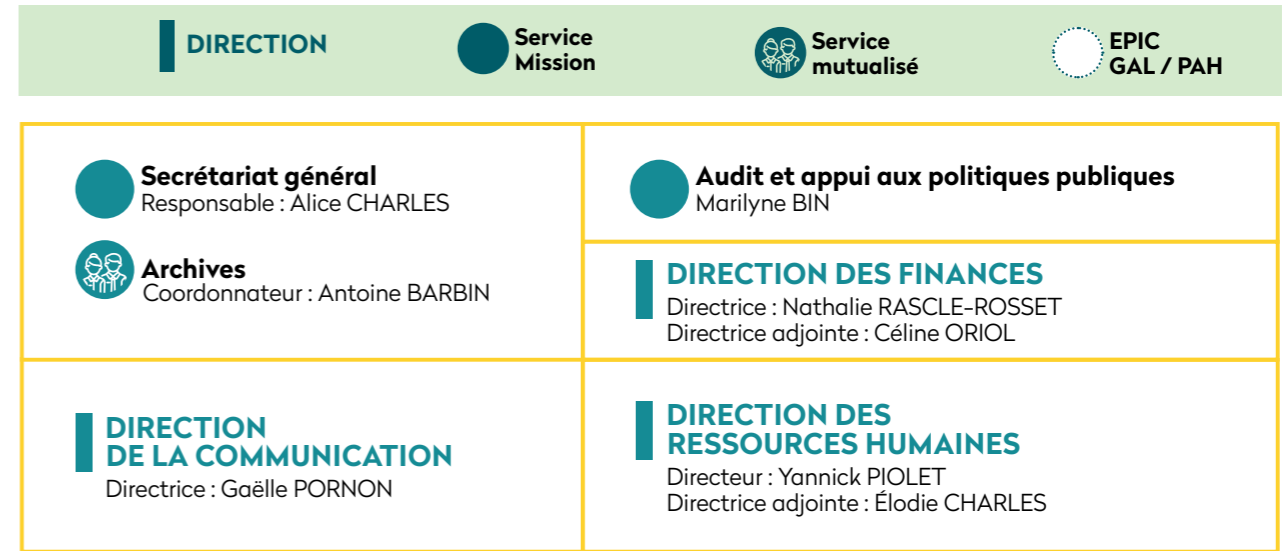 DIRECTION
Service
Mission
Service
mutualisé
EPIC
GAL / PAH
Secrétariat général
Responsable : Alice CHARLES
Archives
Coordonnateur : Antoine BARBIN
Audit et appui aux politiques publiques
Marilyne BIN
DIRECTION DES FINANCES
Directrice : Nathalie RASCLE-ROSSET
Directrice adjointe : Céline ORIOL
DIRECTION
DE LA COMMUNICATION
Directrice : Gaëlle PORNON
DIRECTION DES
RESSOURCES HUMAINES
Directeur : Yannick PIOLET
Directrice adjointe : Élodie CHARLES